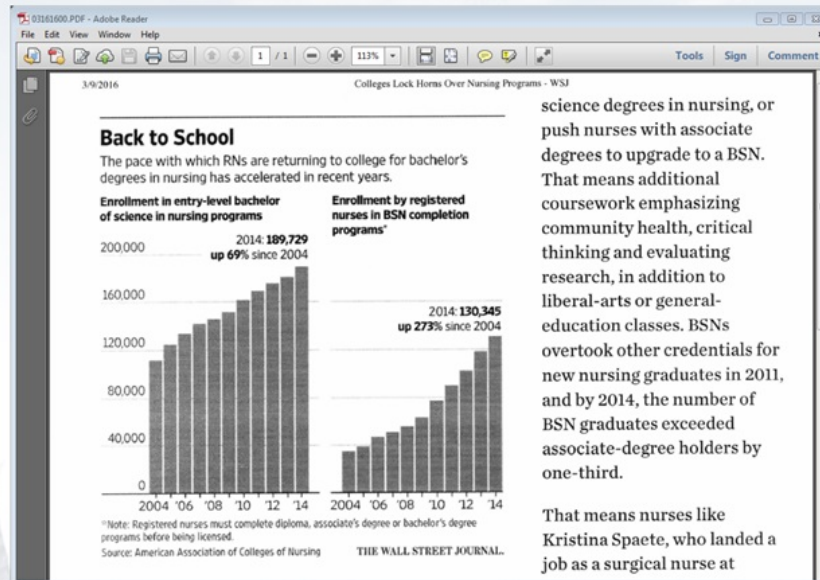 03161600.PDF - Adobe Reader
File Edit View Window Help
1 / 1 113% Tools Sign Comment
3/9/2016 Colleges Lock Horns Over Nursing Programs - WSJ
Back to School
The pace with which RNs are returning to college for bachelor's
degrees in nursing has accelerated in recent years.
Enrollment in entry-level bachelor
of science in nursing programs
200,000
2014: 189,729
up 69% since 2004
160,000
120,000
80,000
40,000
0
2004 '06 '08 '10 '12 '14
Enrollment by registered
nurses in BSN completion
programs*
2014: 130,345
up 273% since 2004
2004 '06 '08 '10 '12 '14
*Note: Registered nurses must complete diploma, associate's degree or bachelor's degree
programs before being licensed.
Source: American Association of Colleges of Nursing THE WALL STREET JOURNAL.
science degrees in nursing, or
push nurses with associate
degrees to upgrade to a BSN.
That means additional
coursework emphasizing
community health, critical
thinking and evaluating
research, in addition to
liberal-arts or general-
education classes. BSNs
overtook other credentials for
new nursing graduates in 2011,
and by 2014, the number of
BSN graduates exceeded
associate-degree holders by
one-third.
That means nurses like
Kristina Spaete, who landed a
job as a surgical nurse at